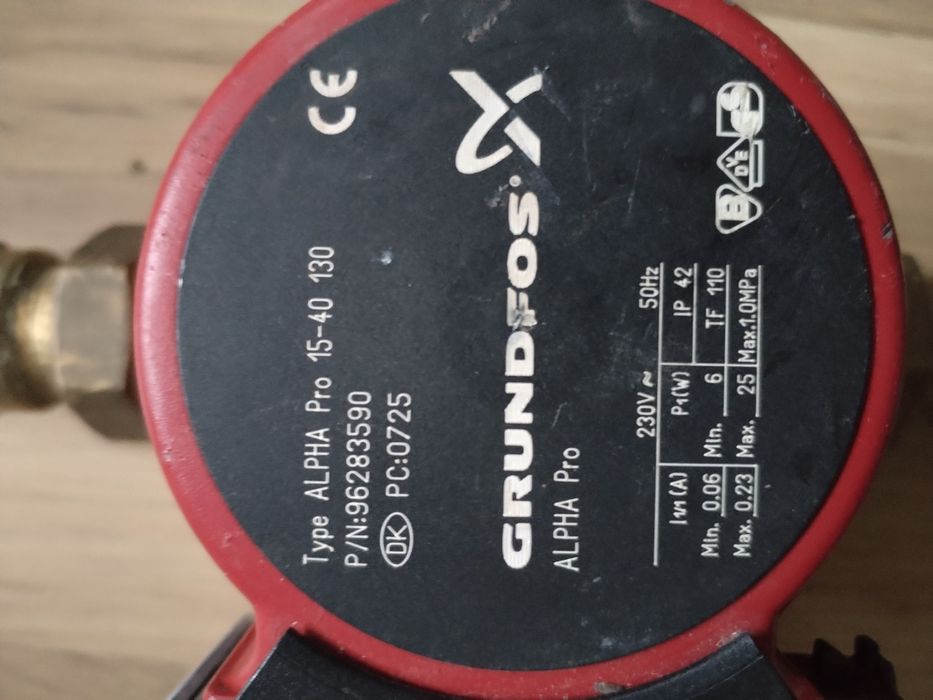 CE
Type ALPHA Pro 15-40 130
P/N:96283590
DK PC:0725
GRUNDFOS
ALPHA Pro
230V ~ 50Hz
I1/1 (A) P1(W) IP 42
Min. 0.06 Min. 6 TF 110
Max. 0.23 Max. 25 Max.1.0MPa
VDE